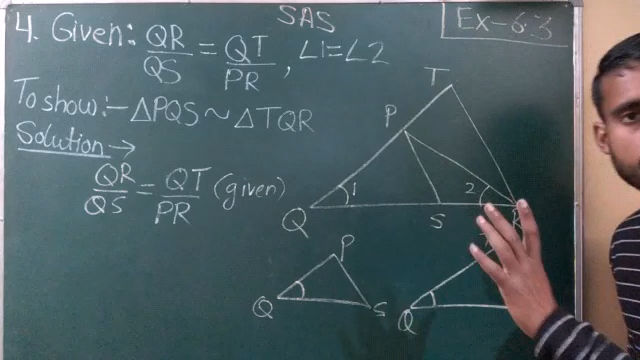 SAS
Ex-6.3
4. Given: QR/QS = QT/PR, ∠1=∠2
To show:- ΔPQS ~ ΔTQR
Solution →
QR/QS = QT/PR (given)
T
P
1
2
Q
S
R
P
Q
S
Q